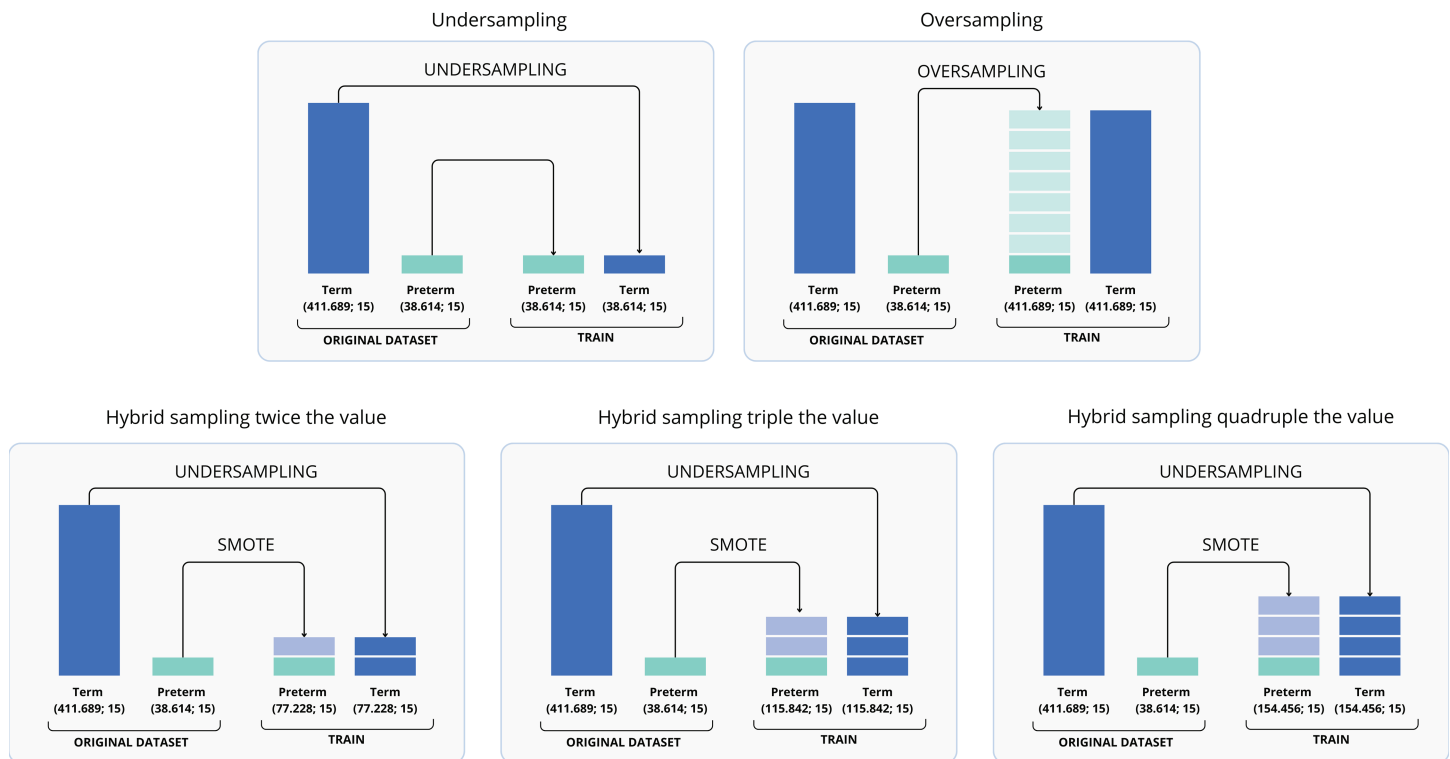 Undersampling
UNDERSAMPLING
Term
(411.689; 15)
Preterm
(38.614; 15)
Preterm
(38.614; 15)
Term
(38.614; 15)
ORIGINAL DATASET
TRAIN
Oversampling
OVERSAMPLING
Term
(411.689; 15)
Preterm
(38.614; 15)
Preterm
(411.689; 15)
Term
(411.689; 15)
ORIGINAL DATASET
TRAIN
Hybrid sampling twice the value
UNDERSAMPLING
SMOTE
Term
(411.689; 15)
Preterm
(38.614; 15)
Preterm
(77.228; 15)
Term
(77.228; 15)
ORIGINAL DATASET
TRAIN
Hybrid sampling triple the value
UNDERSAMPLING
SMOTE
Term
(411.689; 15)
Preterm
(38.614; 15)
Preterm
(115.842; 15)
Term
(115.842; 15)
ORIGINAL DATASET
TRAIN
Hybrid sampling quadruple the value
UNDERSAMPLING
SMOTE
Term
(411.689; 15)
Preterm
(38.614; 15)
Preterm
(154.456; 15)
Term
(154.456; 15)
ORIGINAL DATASET
TRAIN